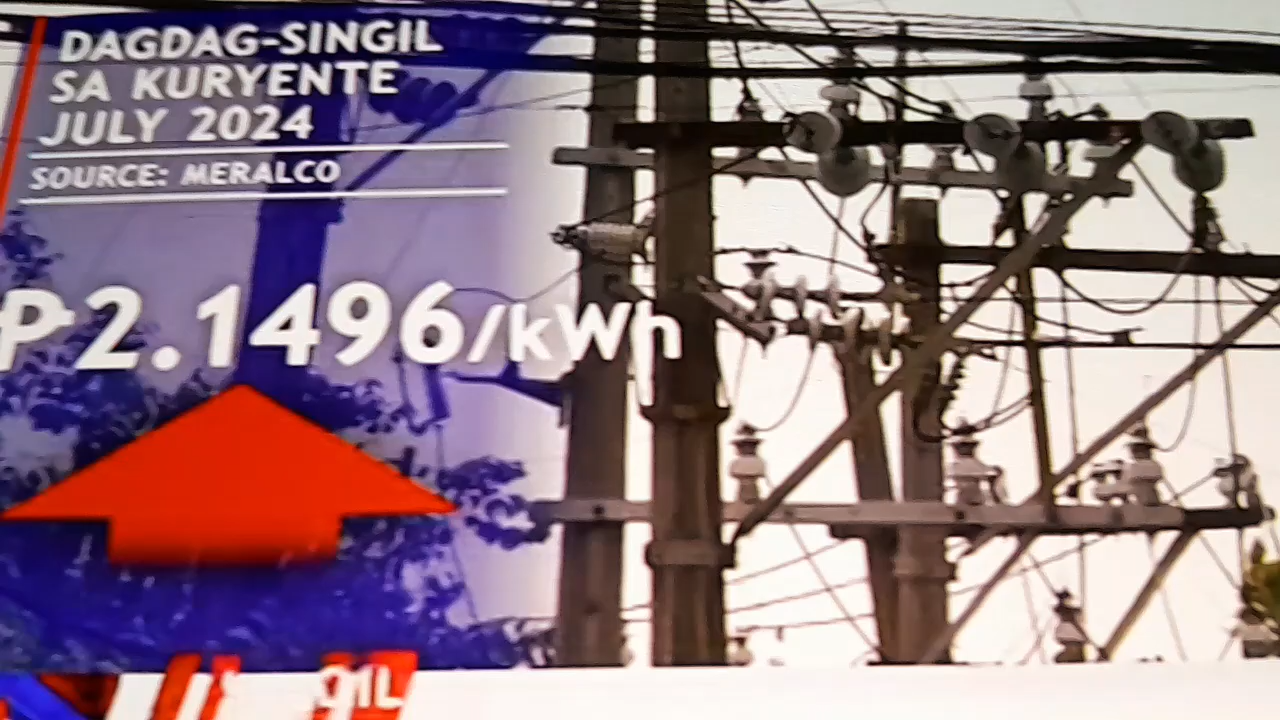 DAGDAG-SINGIL
SA KURYENTE
JULY 2024
SOURCE: MERALCO
₱2.1496/kWh